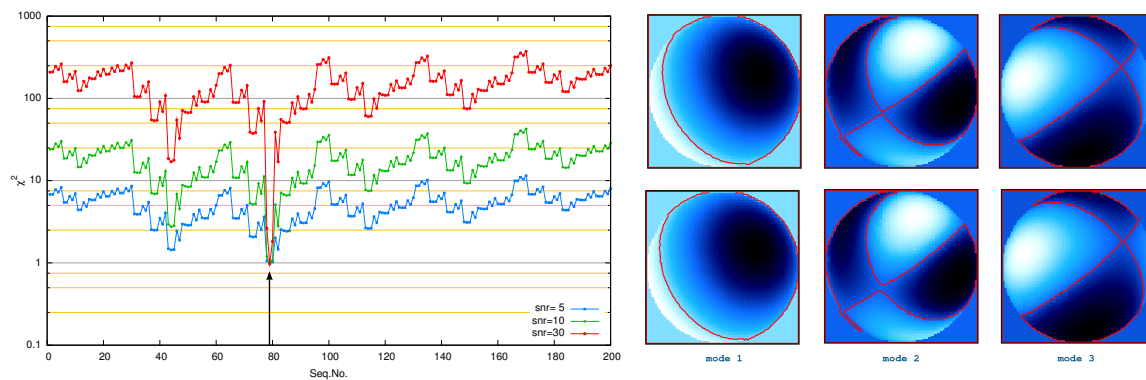 1000
100
10
1
0.1
χ²
0 20 40 60 80 100 120 140 160 180 200
Seq.No.
snr= 5
snr=10
snr=30
mode 1 mode 2 mode 3